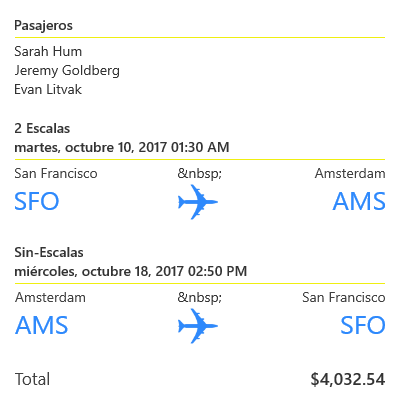 Pasajeros
Sarah Hum
Jeremy Goldberg
Evan Litvak
2 Escalas
martes, octubre 10, 2017 01:30 AM
San Francisco &nbsp; Amsterdam
SFO AMS
Sin-Escalas
miércoles, octubre 18, 2017 02:50 PM
Amsterdam &nbsp; San Francisco
AMS SFO
Total $4,032.54